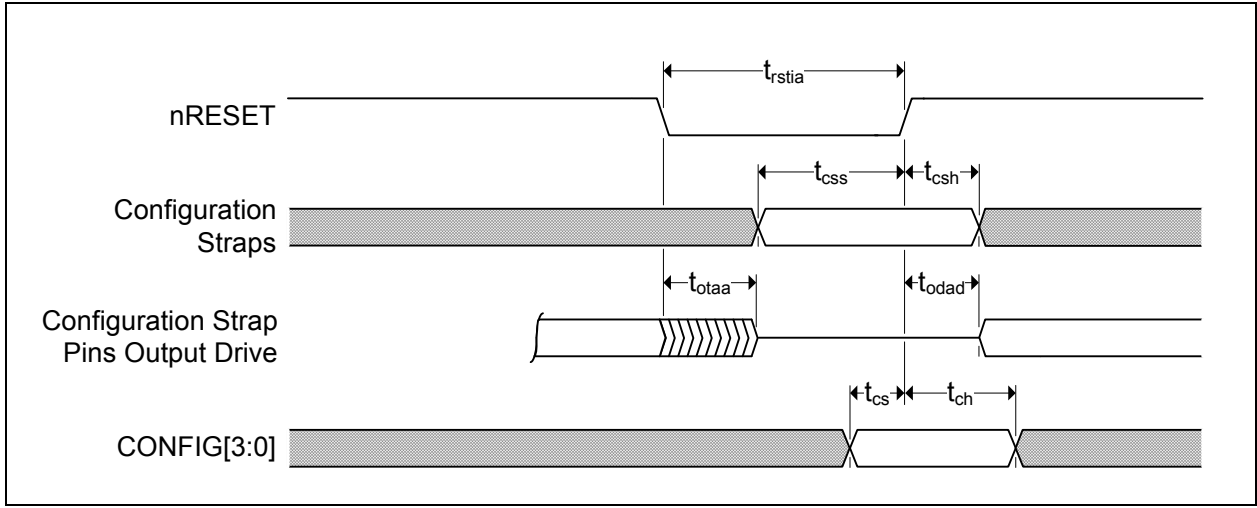 t_rstia
nRESET
t_css t_csh
Configuration
Straps
t_otaa t_odad
Configuration Strap
Pins Output Drive
t_cs t_ch
CONFIG[3:0]